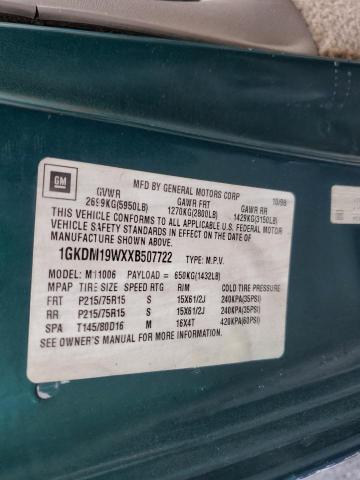 GM
MFD BY GENERAL MOTORS CORP 10/98
GVWR GAWR FRT GAWR RR
2699KG(5950LB) 1270KG(2800LB) 1429KG(3150LB)
THIS VEHICLE CONFORMS TO ALL APPLICABLE U.S. FEDERAL MOTOR
VEHICLE SAFETY STANDARDS IN EFFECT ON THE DATE OF
MANUFACTURE SHOWN ABOVE.
1GKDM19WXXB507722 TYPE: M.P.V.
MODEL: M11006 PAYLOAD = 650KG(1432LB)
MPAP TIRE SIZE SPEED RTG RIM COLD TIRE PRESSURE
FRT P215/75R15 S 15X61/2J 240KPA(35PSI)
RR P215/75R15 S 15X61/2J 240KPA(35PSI)
SPA T145/80D16 M 16X4T 420KPA(60PSI)
SEE OWNER'S MANUAL FOR MORE INFORMATION.